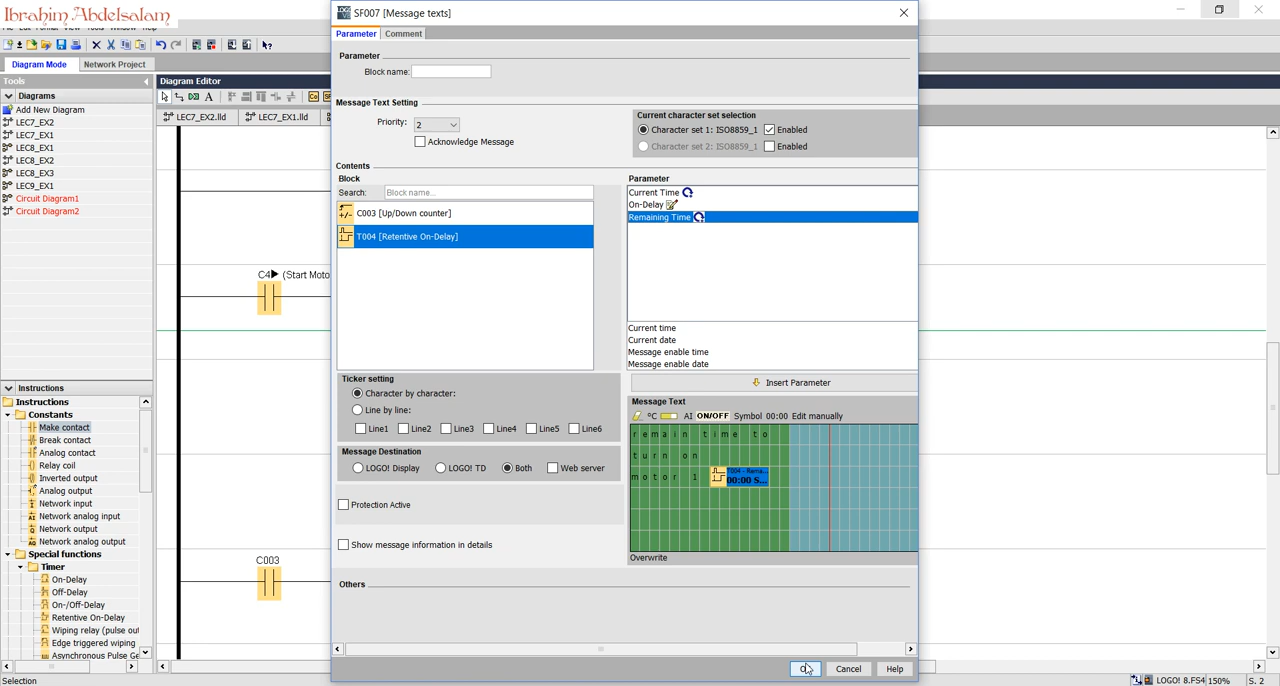 Ibrahim Abdelsalam
SF007 [Message texts]
Parameter Comment
Parameter
Block name:
Message Text Setting
Priority: 2
Acknowledge Message
Current character set selection
Character set 1: ISO8859_1 Enabled
Character set 2: ISO8859_1 Enabled
Contents
Block
Search: Block name...
C003 [Up/Down counter]
T004 [Retentive On-Delay]
Parameter
Current Time
On-Delay
Remaining Time
Current time
Current date
Message enable time
Message enable date
Insert Parameter
Ticker setting
Character by character:
Line by line:
Line1 Line2 Line3 Line4 Line5 Line6
Message Destination
LOGO! Display LOGO! TD Both Web server
Protection Active
Show message information in details
Message Text
°C AI ON/OFF Symbol 00:00 Edit manually
remain time to
turn on
motor 1 T004 - Rema...
00:00 S...
Overwrite
Others
OK Cancel Help
Diagram Mode Network Project
Tools
Diagrams
Add New Diagram
LEC7_EX2
LEC7_EX1
LEC8_EX1
LEC8_EX2
LEC8_EX3
LEC9_EX1
Circuit Diagram1
Circuit Diagram2
Instructions
Instructions
Constants
Make contact
Break contact
Analog contact
Relay coil
Inverted output
Analog output
Network input
Network analog input
Network output
Network analog output
Special functions
Timer
On-Delay
Off-Delay
On-/Off-Delay
Retentive On-Delay
Wiping relay (pulse out
Edge triggered wiping
Asynchronous Pulse Ge
Diagram Editor
LEC7_EX2.lld LEC7_EX1.lld
C4 (Start Moto
C003
Selection
LOGO! 8.FS4 150% S. 2